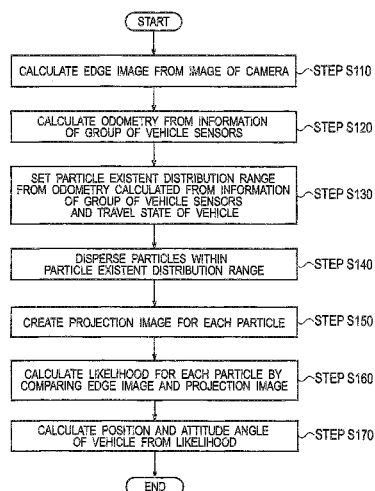 START
CALCULATE EDGE IMAGE FROM IMAGE OF CAMERA
STEP S110
CALCULATE ODOMETRY FROM INFORMATION
OF GROUP OF VEHICLE SENSORS
STEP S120
SET PARTICLE EXISTENT DISTRIBUTION RANGE
FROM ODOMETRY CALCULATED FROM INFORMATION
OF GROUP OF VEHICLE SENSORS
AND TRAVEL STATE OF VEHICLE
STEP S130
DISPERSE PARTICLES WITHIN
PARTICLE EXISTENT DISTRIBUTION RANGE
STEP S140
CREATE PROJECTION IMAGE FOR EACH PARTICLE
STEP S150
CALCULATE LIKELIHOOD FOR EACH PARTICLE BY
COMPARING EDGE IMAGE AND PROJECTION IMAGE
STEP S160
CALCULATE POSITION AND ATTITUDE ANGLE
OF VEHICLE FROM LIKELIHOOD
STEP S170
END